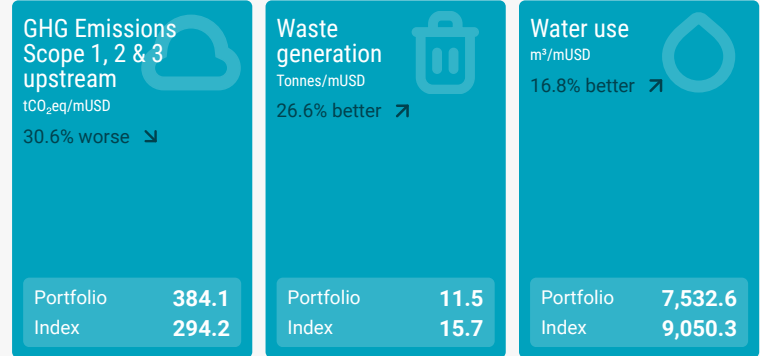 GHG Emissions
Scope 1, 2 & 3
upstream
tCO₂eq/mUSD
30.6% worse
Portfolio 384.1
Index 294.2
Waste
generation
Tonnes/mUSD
26.6% better
Portfolio 11.5
Index 15.7
Water use
m³/mUSD
16.8% better
Portfolio 7,532.6
Index 9,050.3